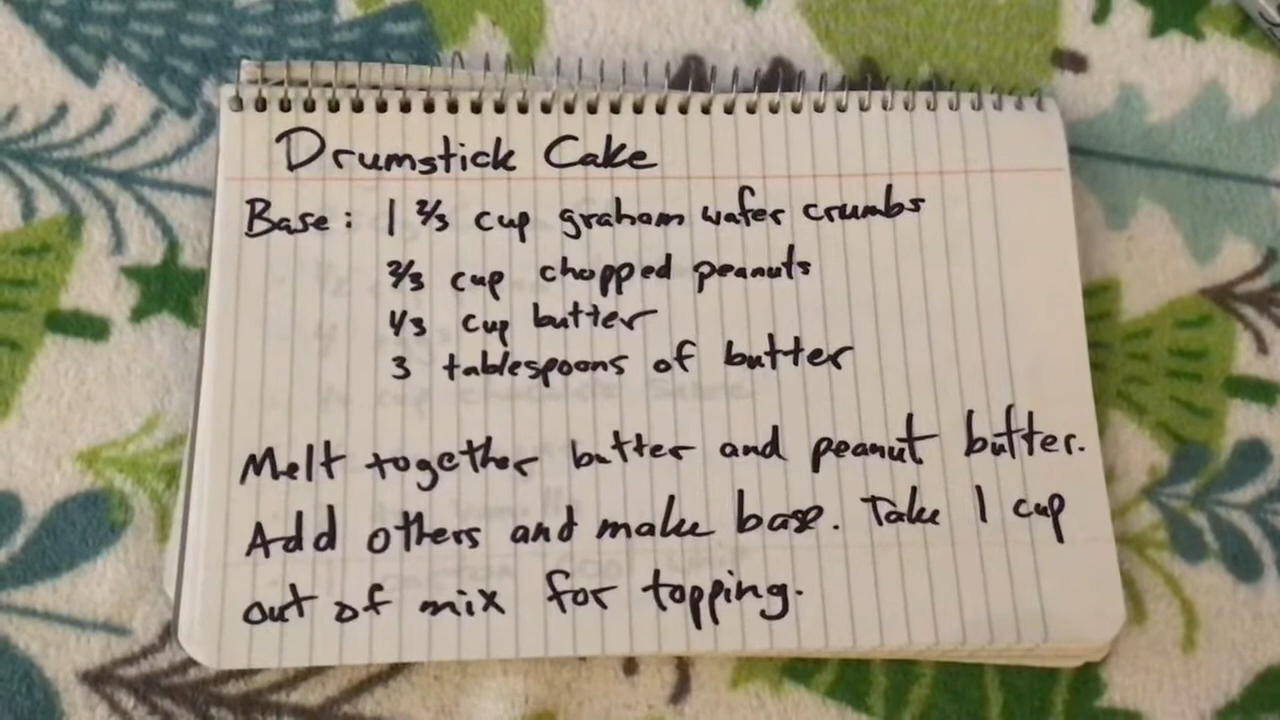 Drumstick Cake
Base: 1 2/3 cup graham wafer crumbs
2/3 cup chopped peanuts
1/3 cup butter
3 tablespoons of butter
Melt together butter and peanut butter.
Add others and make base. Take 1 cup
out of mix for topping.